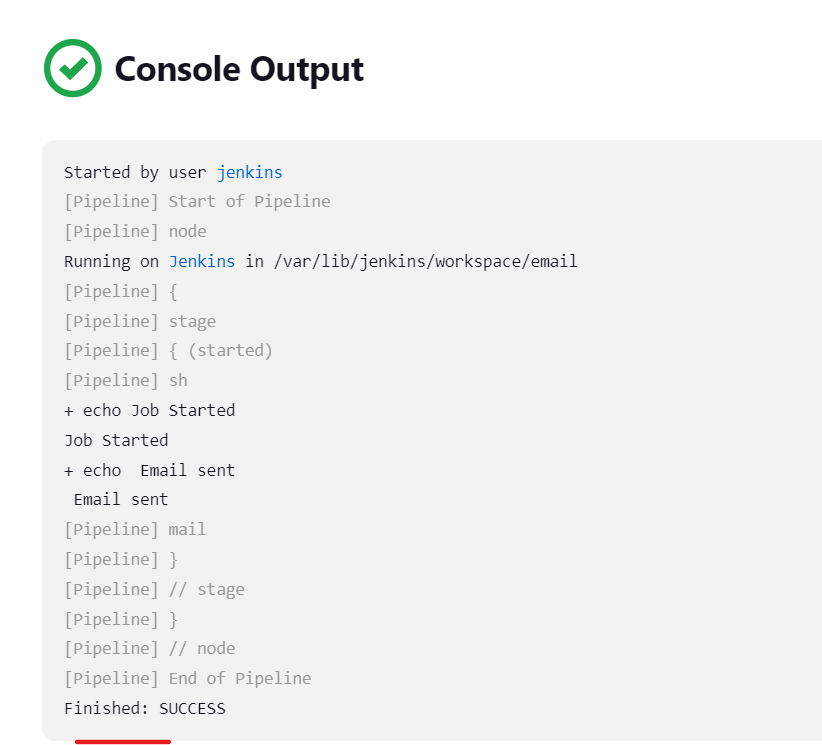 Console Output
Started by user jenkins
[Pipeline] Start of Pipeline
[Pipeline] node
Running on Jenkins in /var/lib/jenkins/workspace/email
[Pipeline] {
[Pipeline] stage
[Pipeline] { (started)
[Pipeline] sh
+ echo Job Started
Job Started
+ echo  Email sent
 Email sent
[Pipeline] mail
[Pipeline] }
[Pipeline] // stage
[Pipeline] }
[Pipeline] // node
[Pipeline] End of Pipeline
Finished: SUCCESS